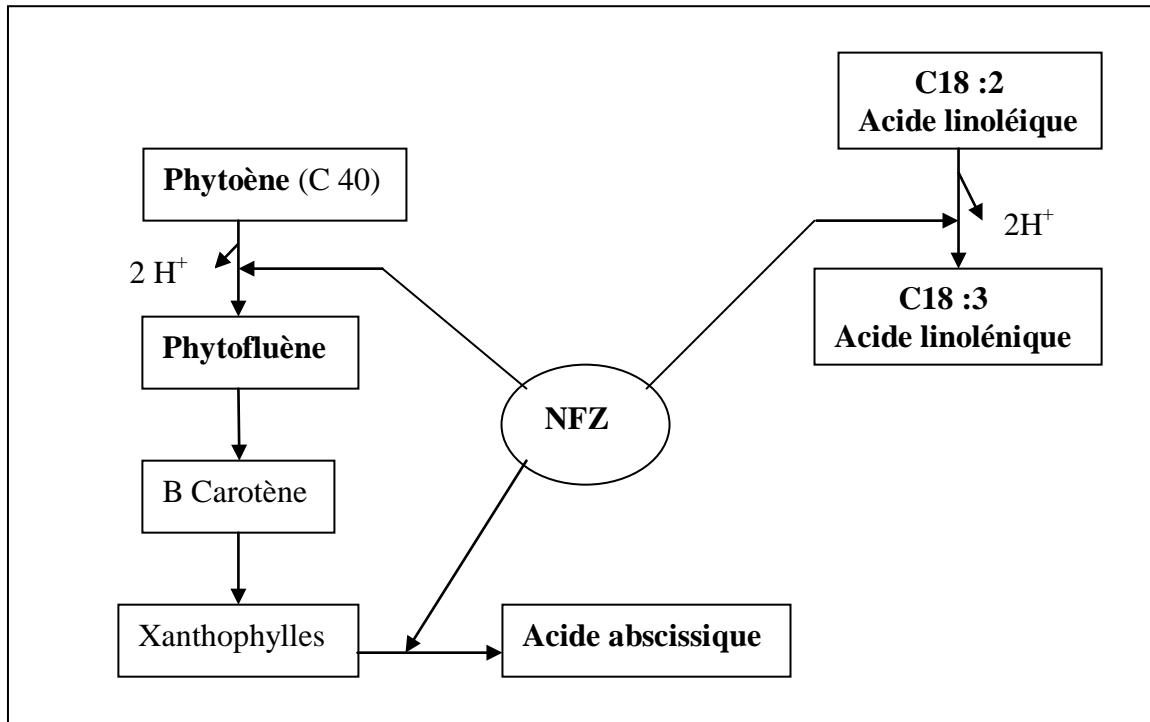 C18 :2
Acide linoléique
Phytoène (C 40)
2H+
2 H+
C18 :3
Acide linolénique
Phytofluène
NFZ
B Carotène
Xanthophylles
Acide abscissique